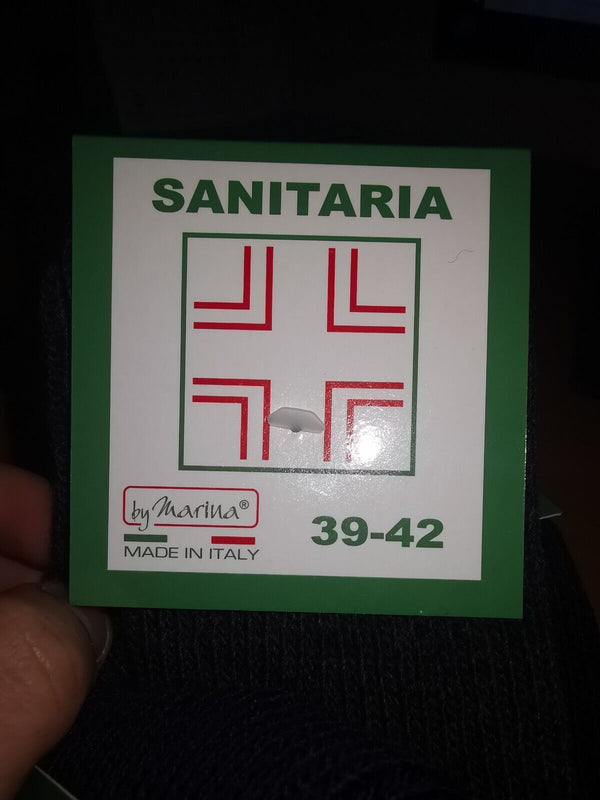 SANITARIA
by Marina®
39-42
MADE IN ITALY